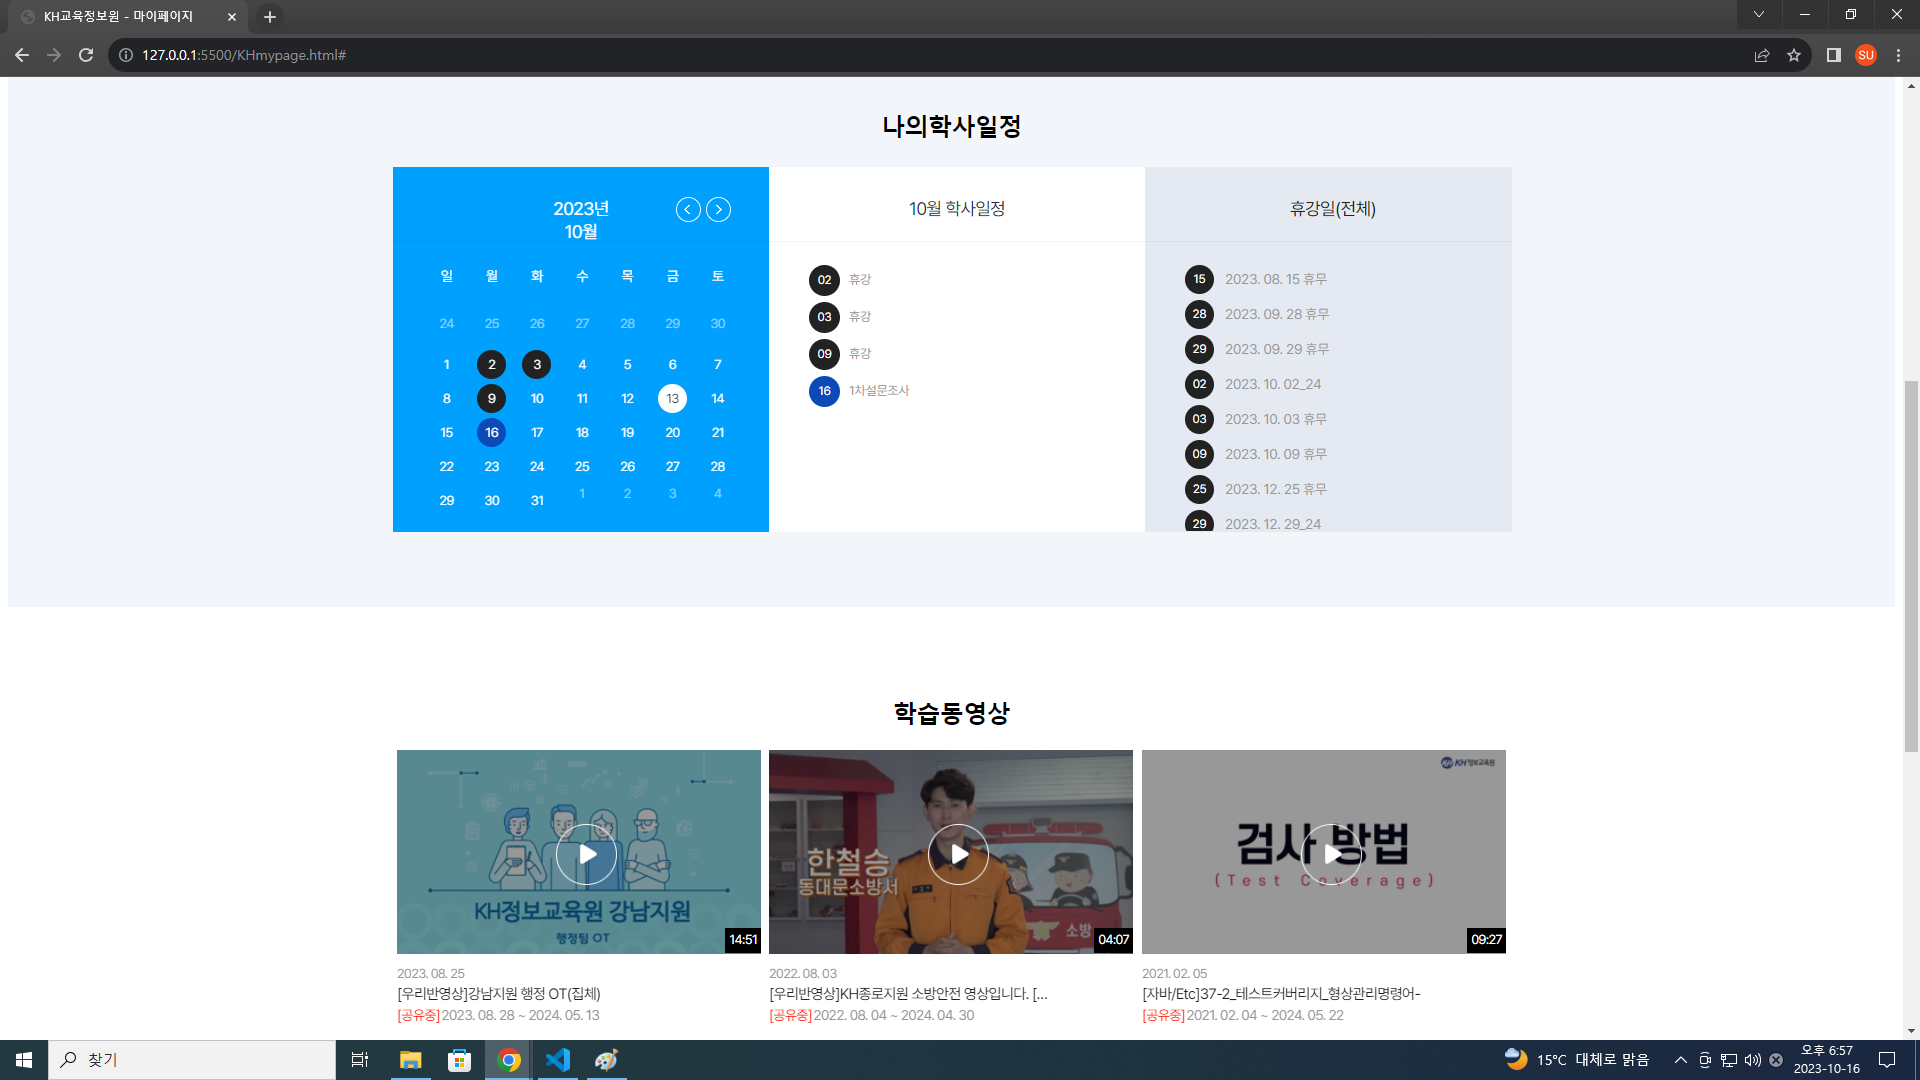 KH교육정보원 - 마이페이지
127.0.0.1:5500/KHmypage.html#
SU
나의학사일정
2023년
10월
일 월 화 수 목 금 토
24 25 26 27 28 29 30
1 2 3 4 5 6 7
8 9 10 11 12 13 14
15 16 17 18 19 20 21
22 23 24 25 26 27 28
29 30 31 1 2 3 4
10월 학사일정
02 휴강
03 휴강
09 휴강
16 1차설문조사
휴강일(전체)
15 2023. 08. 15 휴무
28 2023. 09. 28 휴무
29 2023. 09. 29 휴무
02 2023. 10. 02_24
03 2023. 10. 03 휴무
09 2023. 10. 09 휴무
25 2023. 12. 25 휴무
29 2023. 12. 29_24
학습동영상
KH정보교육원 강남지원
행정팀 OT
14:51
2023. 08. 25
[우리반영상]강남지원 행정 OT(집체)
[공유중]2023. 08. 28 ~ 2024. 05. 13
한철승
동대문소방서
소방
04:07
2022. 08. 03
[우리반영상]KH종로지원 소방안전 영상입니다. [...
[공유중]2022. 08. 04 ~ 2024. 04. 30
KH정보교육원
검사 방법
(Test Coverage)
09:27
2021. 02. 05
[자바/Etc]37-2_테스트커버리지_형상관리명령어-
[공유중]2021. 02. 04 ~ 2024. 05. 22
찾기
15°C 대체로 맑음
오후 6:57
2023-10-16